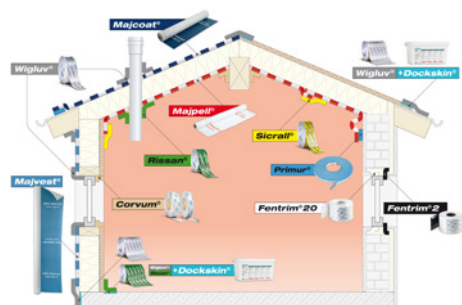 Majcoat®
Wigluv®
Wigluv® +Dockskin®
Majpell®
Sicrall®
Rissan®
Primur®
Majvest®
Corvum®
Fentrim® 20
Fentrim® 2
+Dockskin®